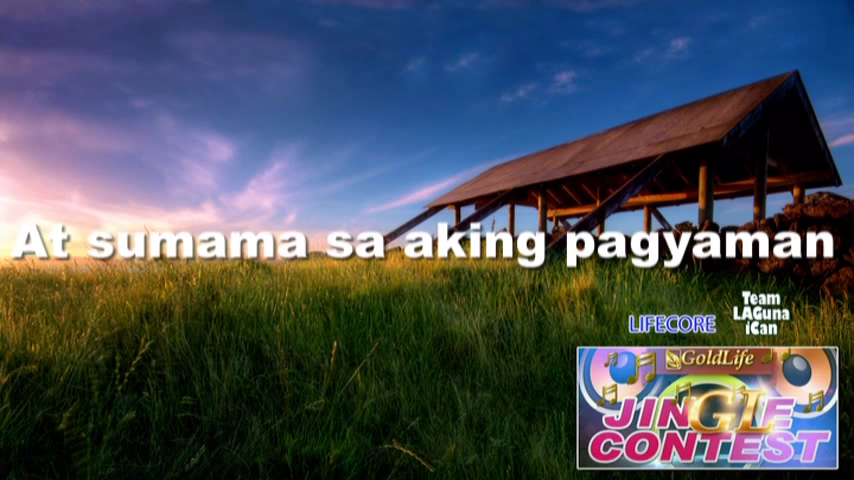 At sumama sa aking pagyaman
LIFECORE
Team
LAGuna
iCan
GoldLife
JINGLE
CONTEST